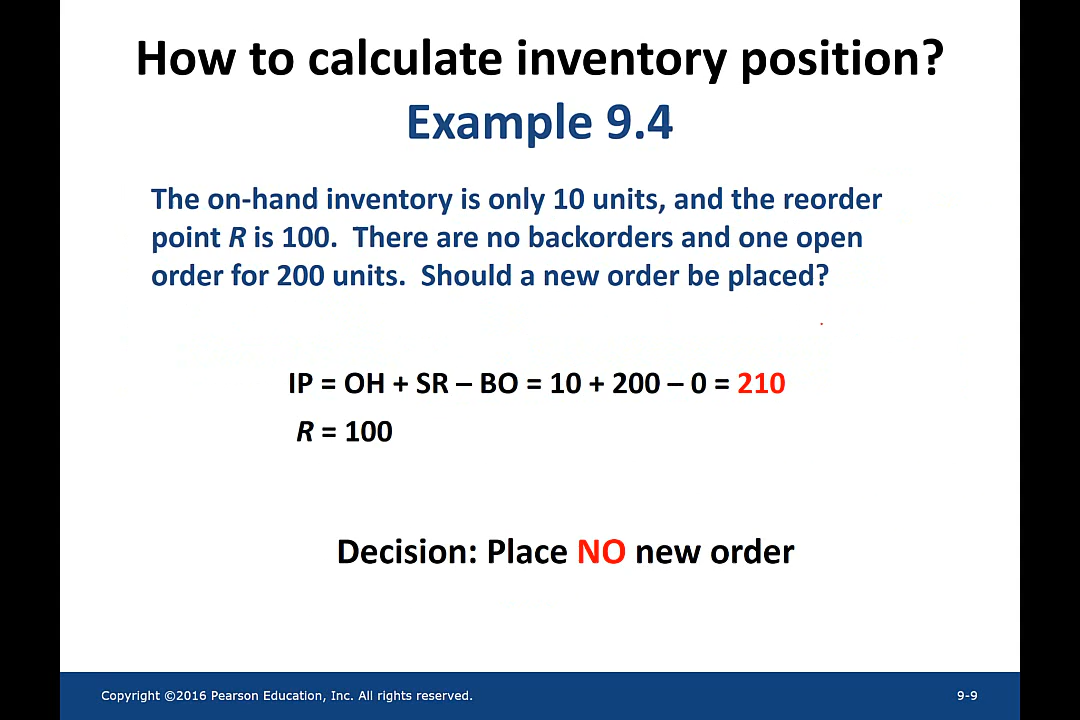 How to calculate inventory position?
Example 9.4
The on-hand inventory is only 10 units, and the reorder
point R is 100.  There are no backorders and one open
order for 200 units.  Should a new order be placed?
IP = OH + SR – BO = 10 + 200 – 0 = 210
R = 100
Decision: Place NO new order
Copyright ©2016 Pearson Education, Inc. All rights reserved.
9-9